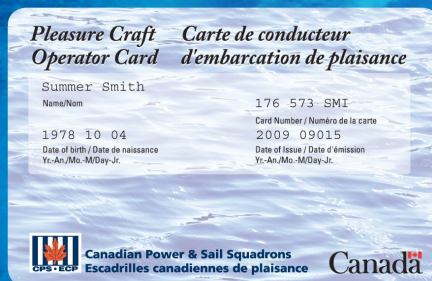 Pleasure Craft Carte de conducteur
Operator Card d'embarcation de plaisance
Summer Smith
Name/Nom
176 573 SMI
Card Number / Numéro de la carte
1978 10 04
Date of birth / Date de naissance
Yr.-An./Mo.-M/Day-Jr.
2009 09015
Date of Issue / Date d'émission
Yr.-An./Mo.-M/Day-Jr.
CPS•ECP
Canadian Power & Sail Squadrons
Escadrilles canadiennes de plaisance
Canada